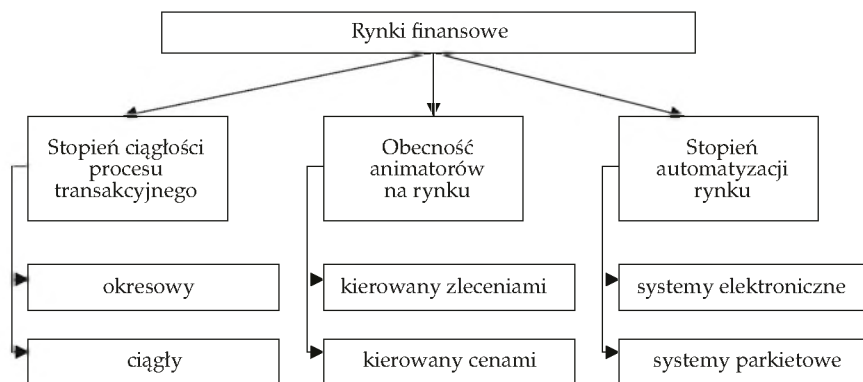 Rynki finansowe
Stopień ciągłości
procesu
transakcyjnego
Obecność
animatorów
na rynku
Stopień
automatyzacji
rynku
okresowy
kierowany zleceniami
systemy elektroniczne
ciągły
kierowany cenami
systemy parkietowe